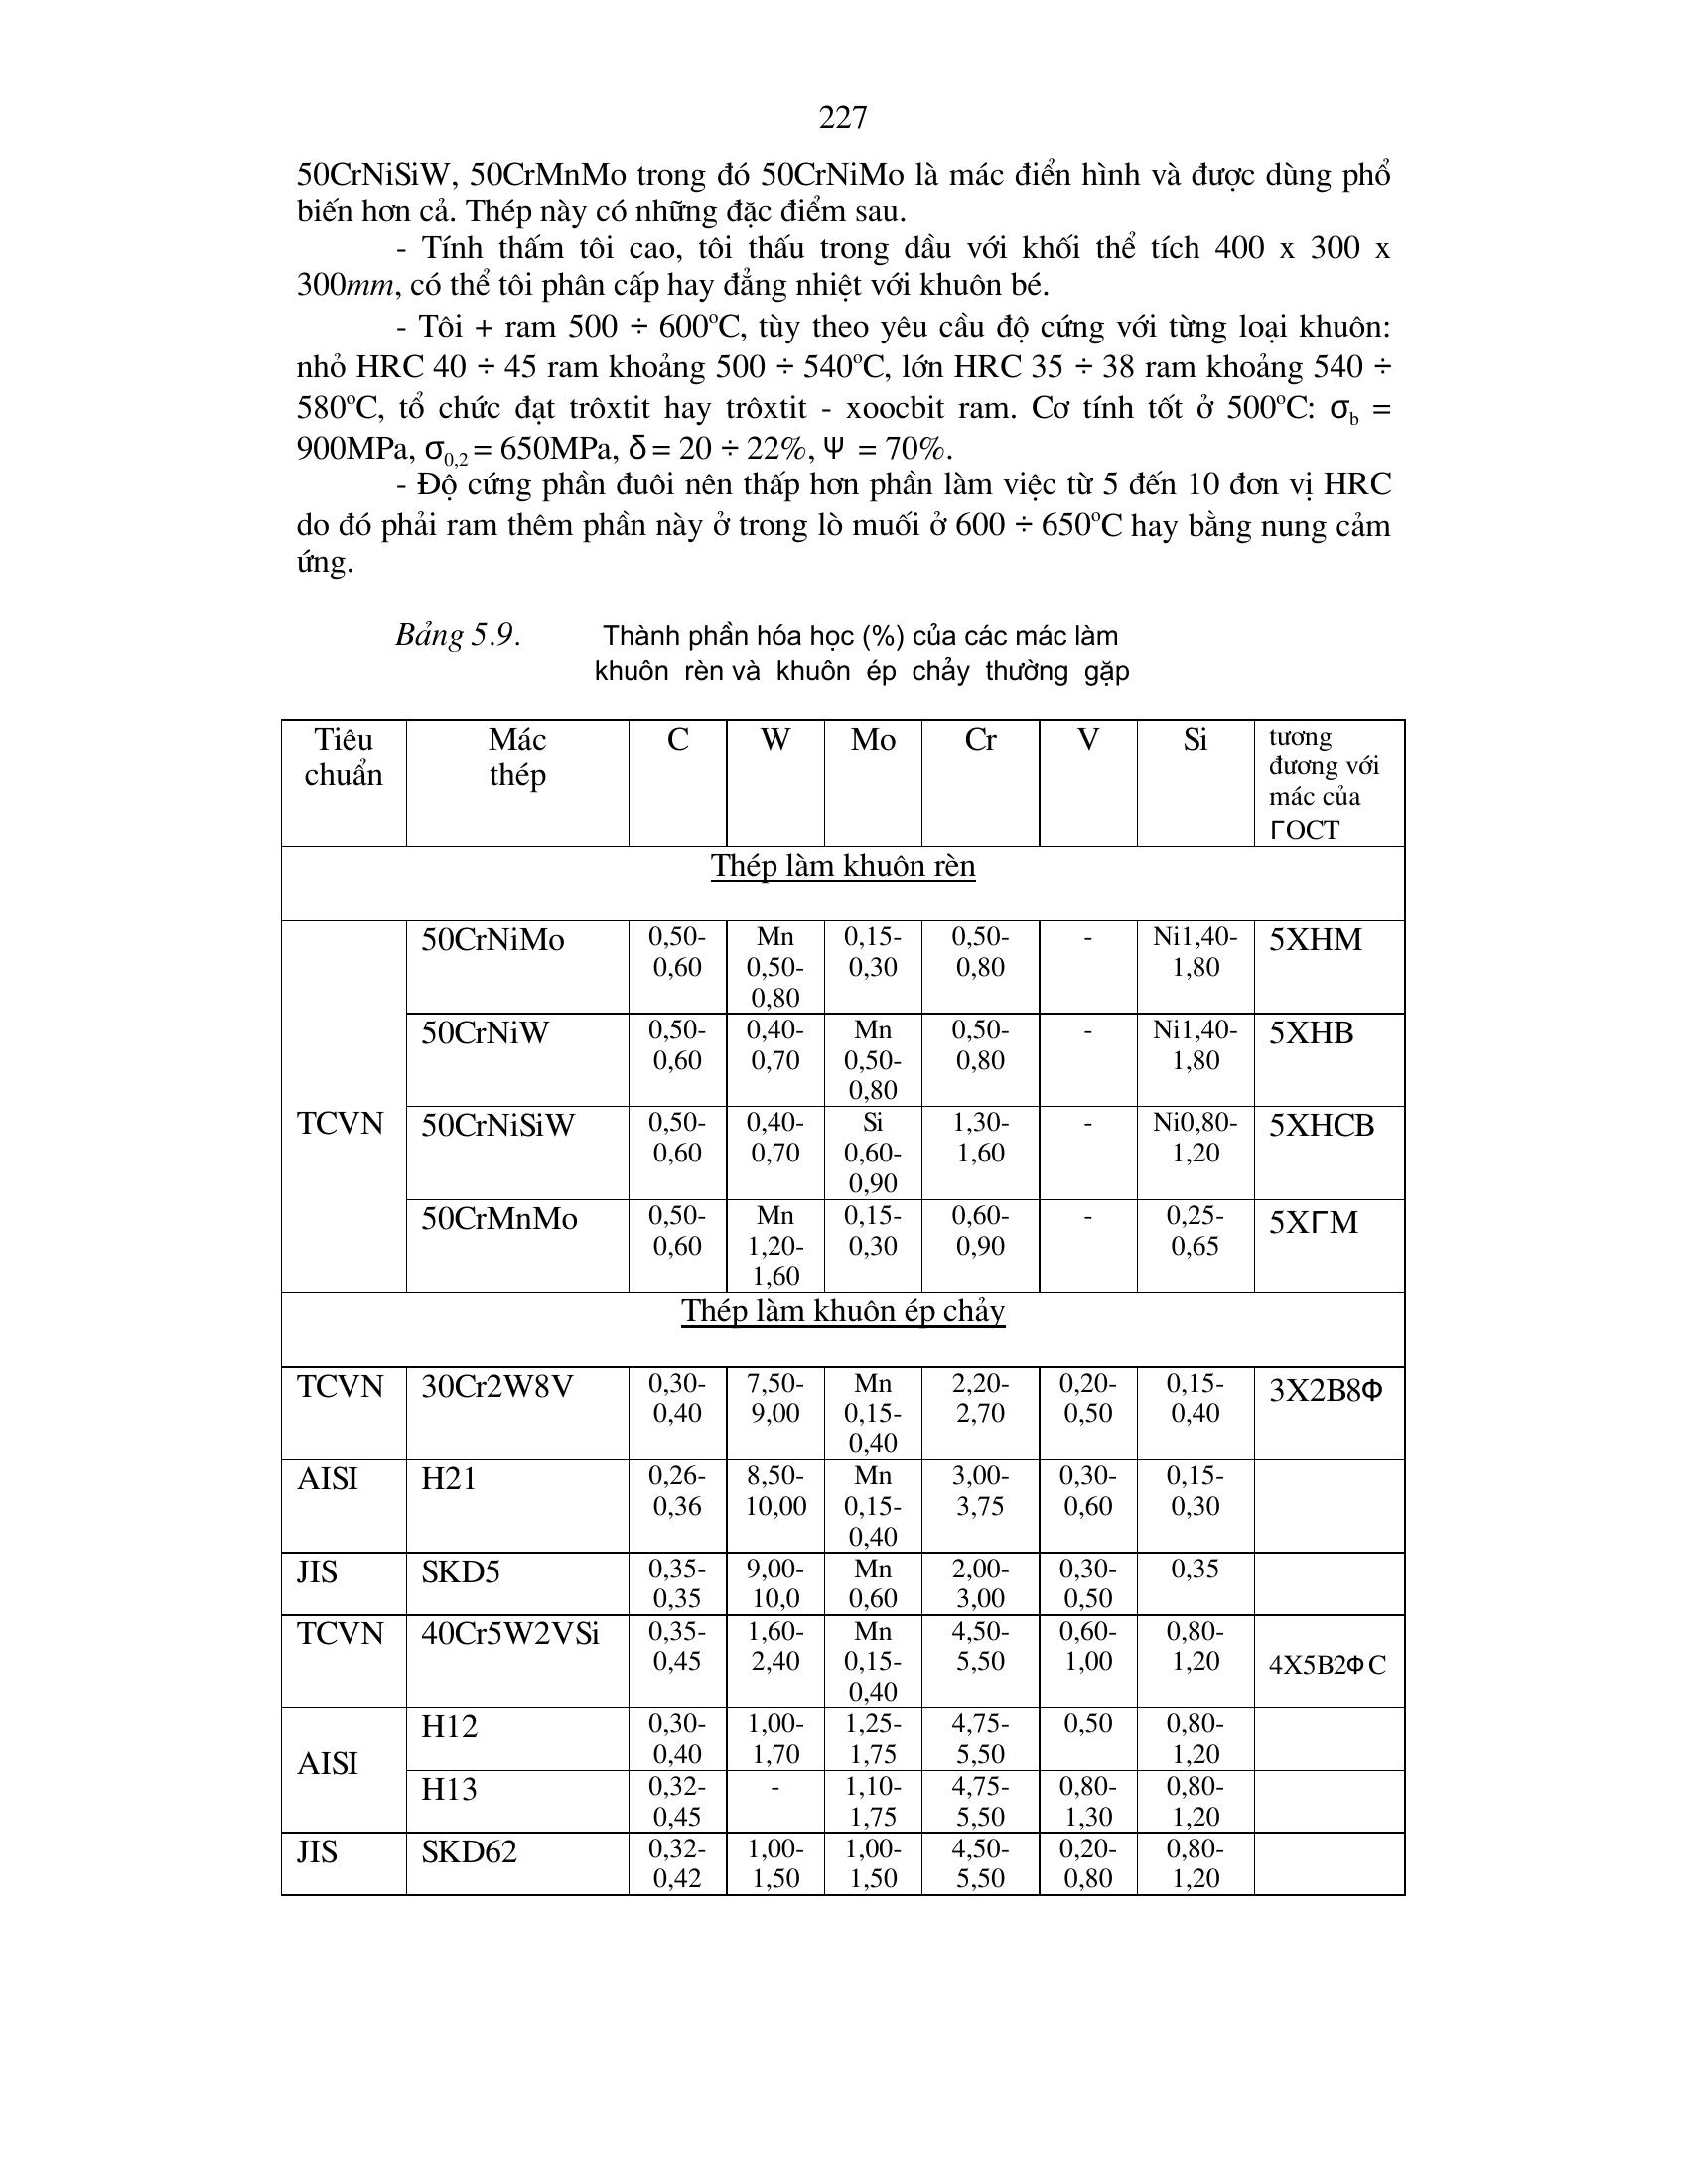 227
50CrNiSiW, 50CrMnMo trong đó 50CrNiMo là mác điển hình và được dùng phổ
biến hơn cả. Thép này có những đặc điểm sau.
- Tính thấm tôi cao, tôi thấu trong dầu với khối thể tích 400 x 300 x
300mm, có thể tôi phân cấp hay đẳng nhiệt với khuôn bé.
- Tôi + ram 500 ÷ 600ºC, tùy theo yêu cầu độ cứng với từng loại khuôn:
nhỏ HRC 40 ÷ 45 ram khoảng 500 ÷ 540ºC, lớn HRC 35 ÷ 38 ram khoảng 540 ÷
580ºC, tổ chức đạt trôxtit hay trôxtit - xoocbit ram. Cơ tính tốt ở 500ºC: σb =
900MPa, σ0,2 = 650MPa, δ = 20 ÷ 22%, Ψ = 70%.
- Độ cứng phần đuôi nên thấp hơn phần làm việc từ 5 đến 10 đơn vị HRC
do đó phải ram thêm phần này ở trong lò muối ở 600 ÷ 650ºC hay bằng nung cảm
ứng.
Bảng 5.9. Thành phần hóa học (%) của các mác làm
khuôn rèn và khuôn ép chảy thường gặp
Tiêu Mác C W Mo Cr V Si tương
chuẩn thép đương với
mác của
ГOCT
Thép làm khuôn rèn
50CrNiMo 0,50- Mn 0,15- 0,50- - Ni1,40- 5XHM
0,60 0,50- 0,30 0,80 1,80
0,80
50CrNiW 0,50- 0,40- Mn 0,50- - Ni1,40- 5XHB
0,60 0,70 0,50- 0,80 1,80
0,80
TCVN 50CrNiSiW 0,50- 0,40- Si 1,30- - Ni0,80- 5XHCB
0,60 0,70 0,60- 1,60 1,20
0,90
50CrMnMo 0,50- Mn 0,15- 0,60- - 0,25- 5XГM
0,60 1,20- 0,30 0,90 0,65
1,60
Thép làm khuôn ép chảy
TCVN 30Cr2W8V 0,30- 7,50- Mn 2,20- 0,20- 0,15- 3X2B8Ф
0,40 9,00 0,15- 2,70 0,50 0,40
0,40
AISI H21 0,26- 8,50- Mn 3,00- 0,30- 0,15-
0,36 10,00 0,15- 3,75 0,60 0,30
0,40
JIS SKD5 0,35- 9,00- Mn 2,00- 0,30- 0,35
0,35 10,0 0,60 3,00 0,50
TCVN 40Cr5W2VSi 0,35- 1,60- Mn 4,50- 0,60- 0,80-
0,45 2,40 0,15- 5,50 1,00 1,20 4X5B2ФC
0,40
H12 0,30- 1,00- 1,25- 4,75- 0,50 0,80-
0,40 1,70 1,75 5,50 1,20
AISI
H13 0,32- - 1,10- 4,75- 0,80- 0,80-
0,45 1,75 5,50 1,30 1,20
JIS SKD62 0,32- 1,00- 1,00- 4,50- 0,20- 0,80-
0,42 1,50 1,50 5,50 0,80 1,20